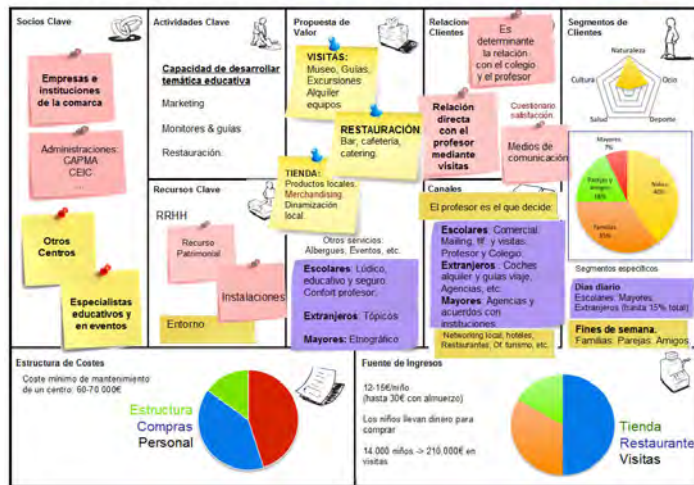 Socios Clave
Empresas e
instituciones
de la comarca
Administraciones:
CAPMA
CEIC
...
Otros
Centros
Especialistas
educativos y
en eventos
Actividades Clave
Capacidad de desarrollar
temática educativa
Marketing
Monitores & guías
Restauración
Recursos Clave
RRHH
Recurso
Patrimonial
Instalaciones
Entorno
Propuesta de
Valor
VISITAS:
Museo, Guías,
Excursiones
Alquiler
equipos
RESTAURACIÓN
Bar, cafetería,
catering.
TIENDA:
Productos locales.
Merchandising.
Dinamización
local.
Otros servicios:
Albergues, Eventos, etc.
Escolares: Lúdico,
educativo y seguro
Confort profesor.
Extranjeros: Tópicos
Mayores: Etnográfico
Clientes
Es
determinante
la relación
con el colegio
y el profesor
Relación
directa
con el
profesor
mediante
visitas
Cuestionario
satisfacción.
Medios de
comunicación
Canales
El profesor es el que decide:
Escolares: Comercial.
Mailing, tlf. y visitas.
Profesor y Colegio.
Extranjeros: Coches
alquiler y guías viaje,
Agencias, etc.
Mayores: Agencias y
acuerdos con
instituciones
Networking local, hoteles,
Restaurantes, Of. turismo, etc.
Segmentos de
Clientes
Naturaleza
Cultura
Ocio
Salud
Deporte
Mayores
7%
Parejas y
Amigos
18%
Niños
40%
Familias
35%
Segmentos específicos
Días diario
Escolares: Mayores:
Extranjeros (hasta 15% total)
Fines de semana.
Familias: Parejas: Amigos.
Estructura de Costes
Coste mínimo de mantenimiento
de un centro: 60-70.000€
Estructura
Compras
Personal
Fuente de Ingresos
12-15€/niño
(hasta 30€ con almuerzo)
Los niños llevan dinero para
comprar
14.000 niños -> 210.000€ en
visitas
Tienda
Restaurante
Visitas